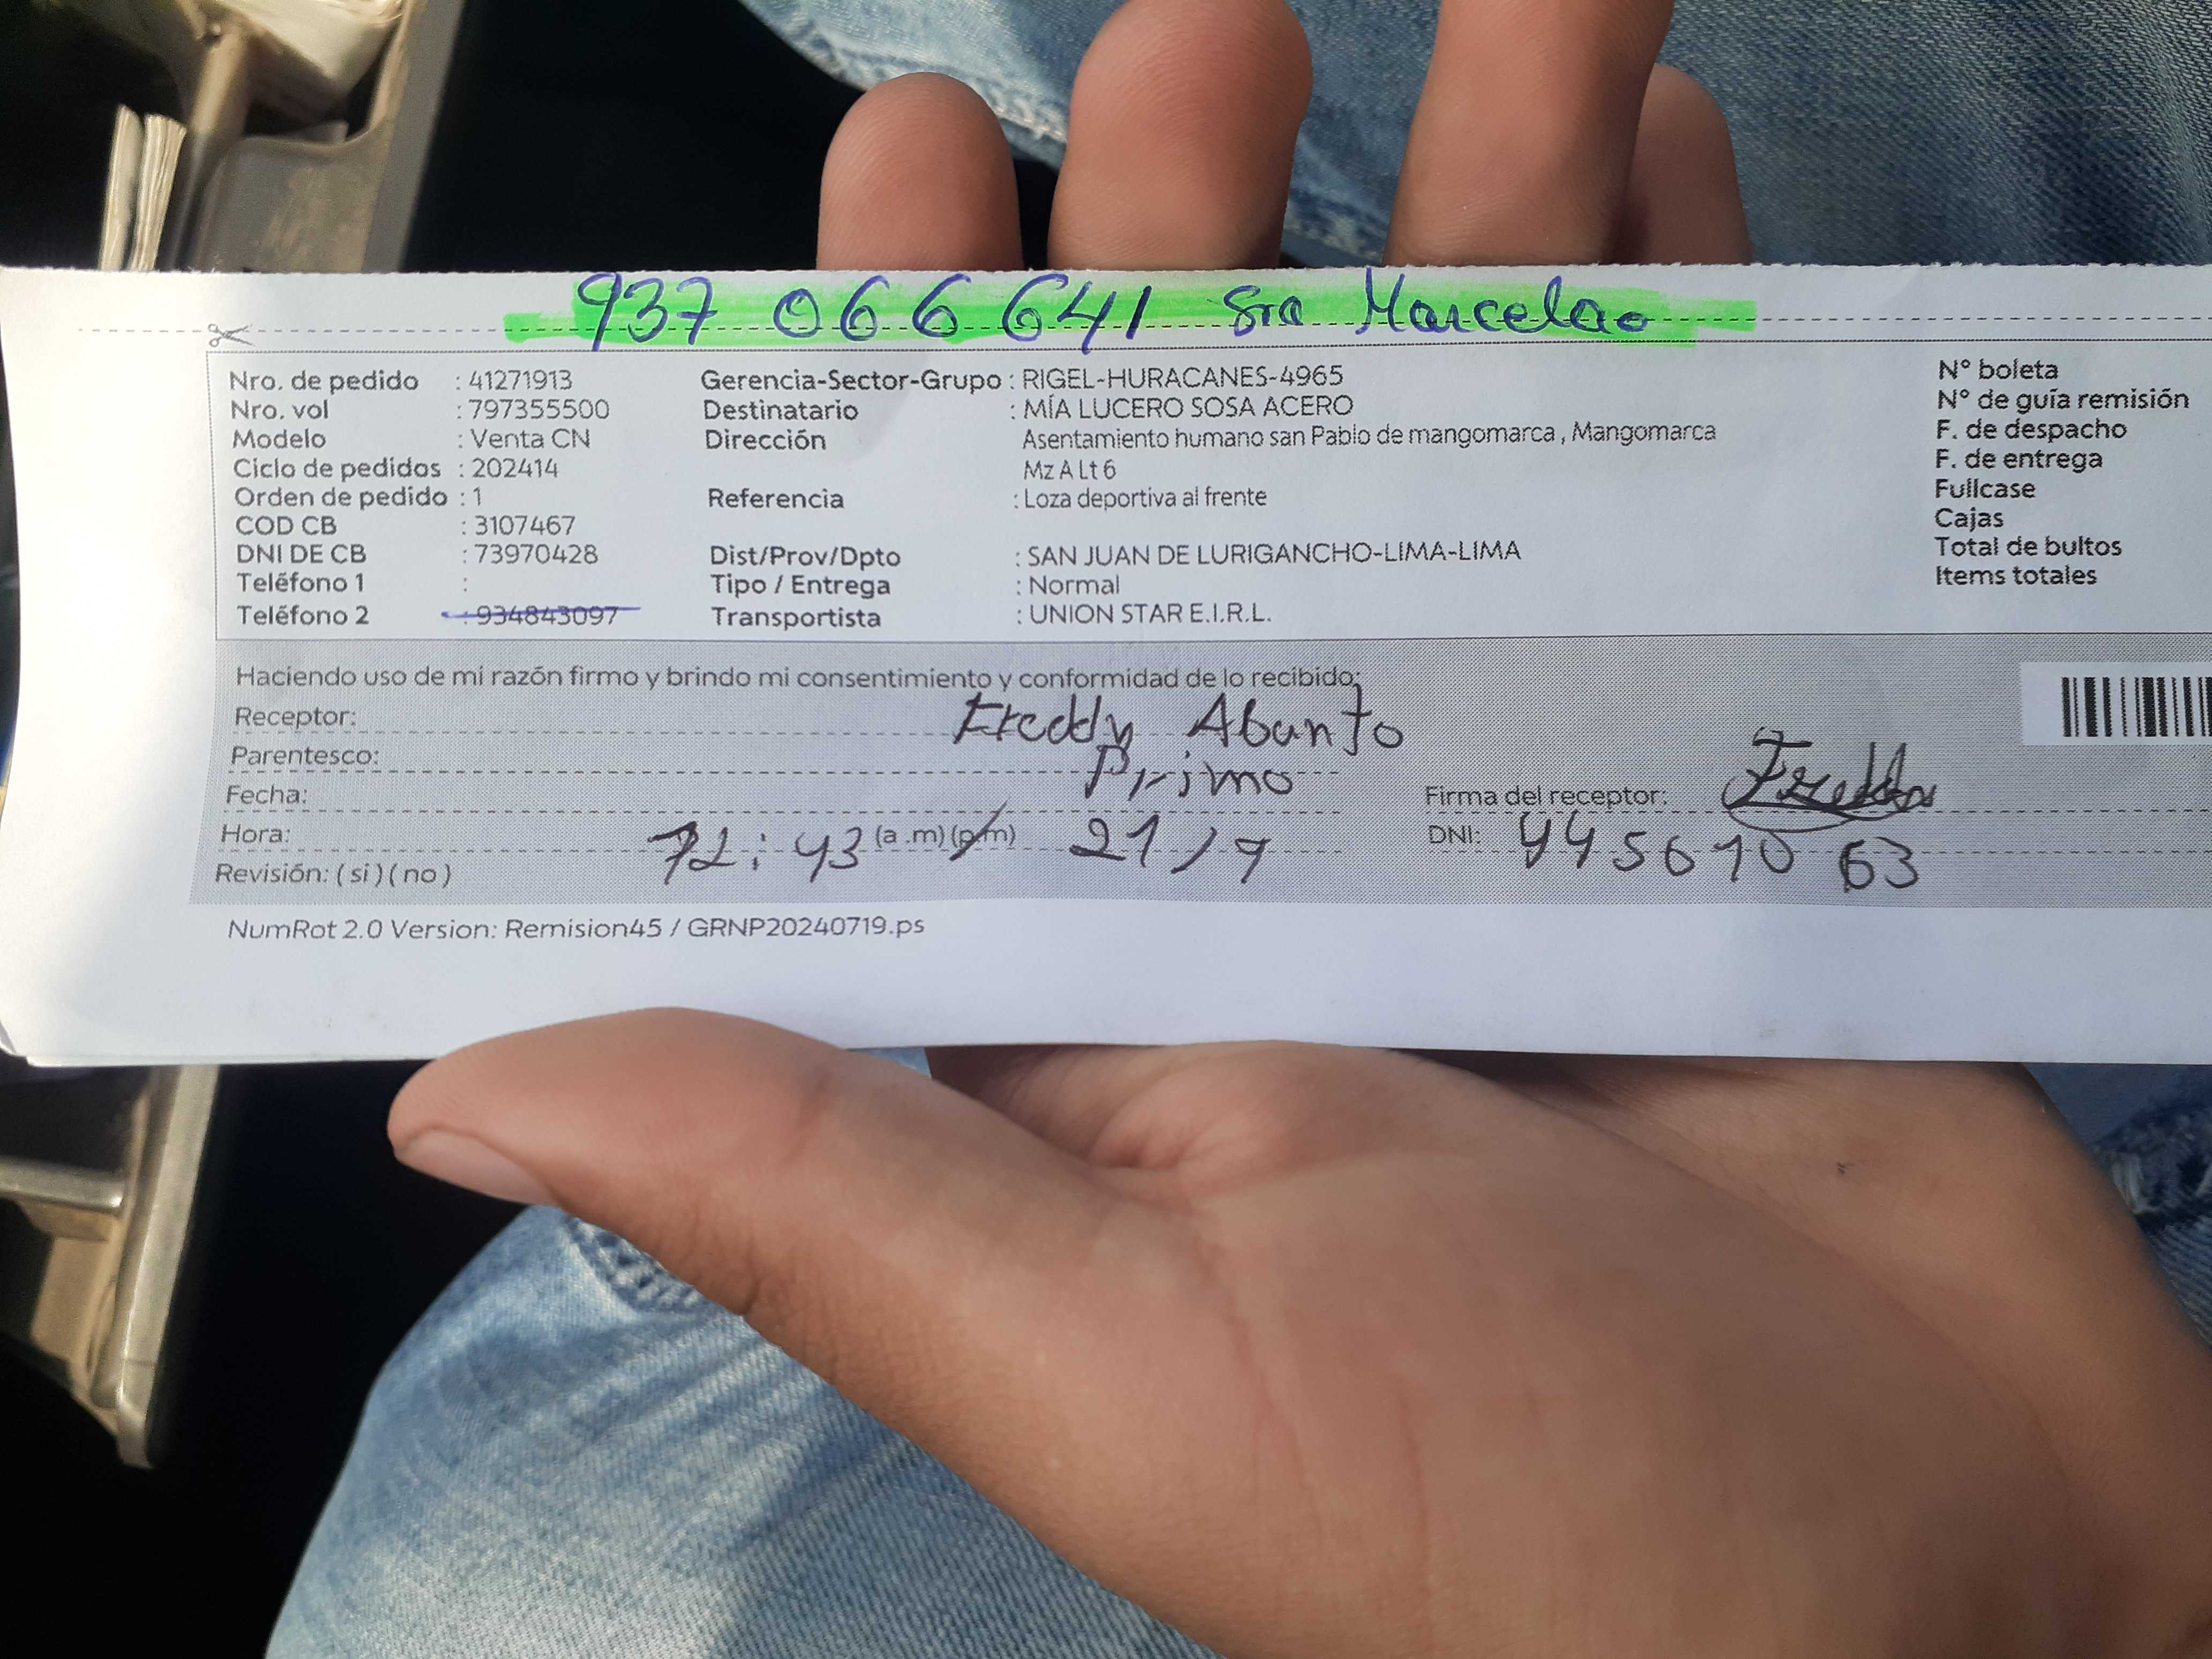 937 066 641 Sra Marcela
Nro. de pedido : 41271913 Gerencia-Sector-Grupo : RIGEL-HURACANES-4965 N° boleta
Nro. vol : 797355500 Destinatario : MÍA LUCERO SOSA ACERO N° de guía remisión
Modelo : Venta CN Dirección Asentamiento humano san Pablo de mangomarca , Mangomarca F. de despacho
Ciclo de pedidos : 202414 Mz A Lt 6 F. de entrega
Orden de pedido : 1 Referencia : Loza deportiva al frente Fullcase
COD CB : 3107467 Cajas
DNI DE CB : 73970428 Dist/Prov/Dpto : SAN JUAN DE LURIGANCHO-LIMA-LIMA Total de bultos
Teléfono 1 : Tipo / Entrega : Normal Items totales
Teléfono 2 : 934843097 Transportista : UNION STAR E.I.R.L.
Haciendo uso de mi razón firmo y brindo mi consentimiento y conformidad de lo recibido:
Receptor: Freddy Abanto
Parentesco: Primo
Fecha: Firma del receptor: Freddy
Hora: 12:43 (a .m) (p.m) 21/9 DNI: 44561063
Revisión: ( si ) ( no )
NumRot 2.0 Version: Remision45 / GRNP20240719.ps